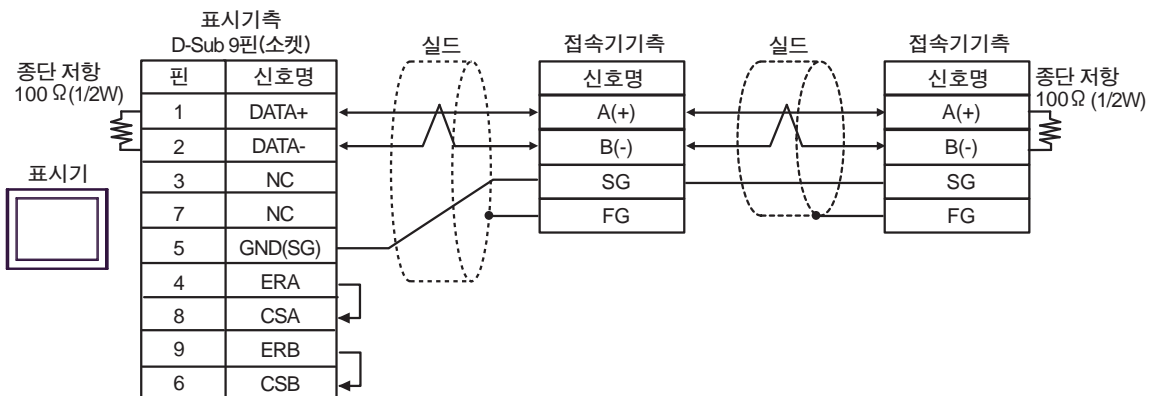 표시기측
D-Sub 9핀(소켓)
실드
접속기기측
실드
접속기기측
종단 저항
100 Ω(1/2W)
핀 신호명
1 DATA+
2 DATA-
3 NC
7 NC
5 GND(SG)
4 ERA
8 CSA
9 ERB
6 CSB
표시기
신호명
A(+)
B(-)
SG
FG
신호명
A(+)
B(-)
SG
FG
종단 저항
100Ω (1/2W)